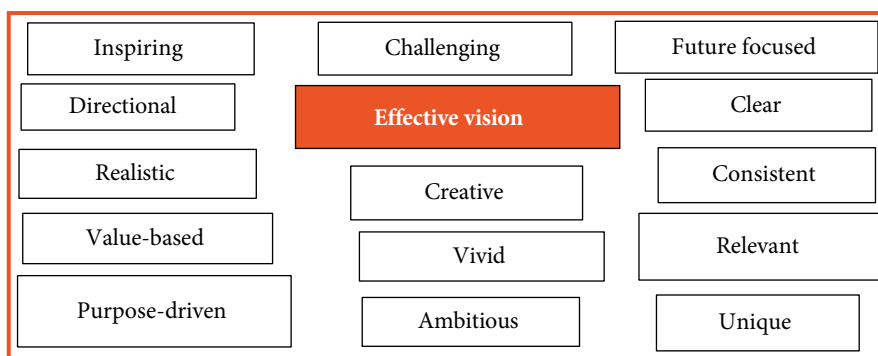 Inspiring
Challenging
Future focused
Directional
Effective vision
Clear
Realistic
Creative
Consistent
Value-based
Vivid
Relevant
Purpose-driven
Ambitious
Unique